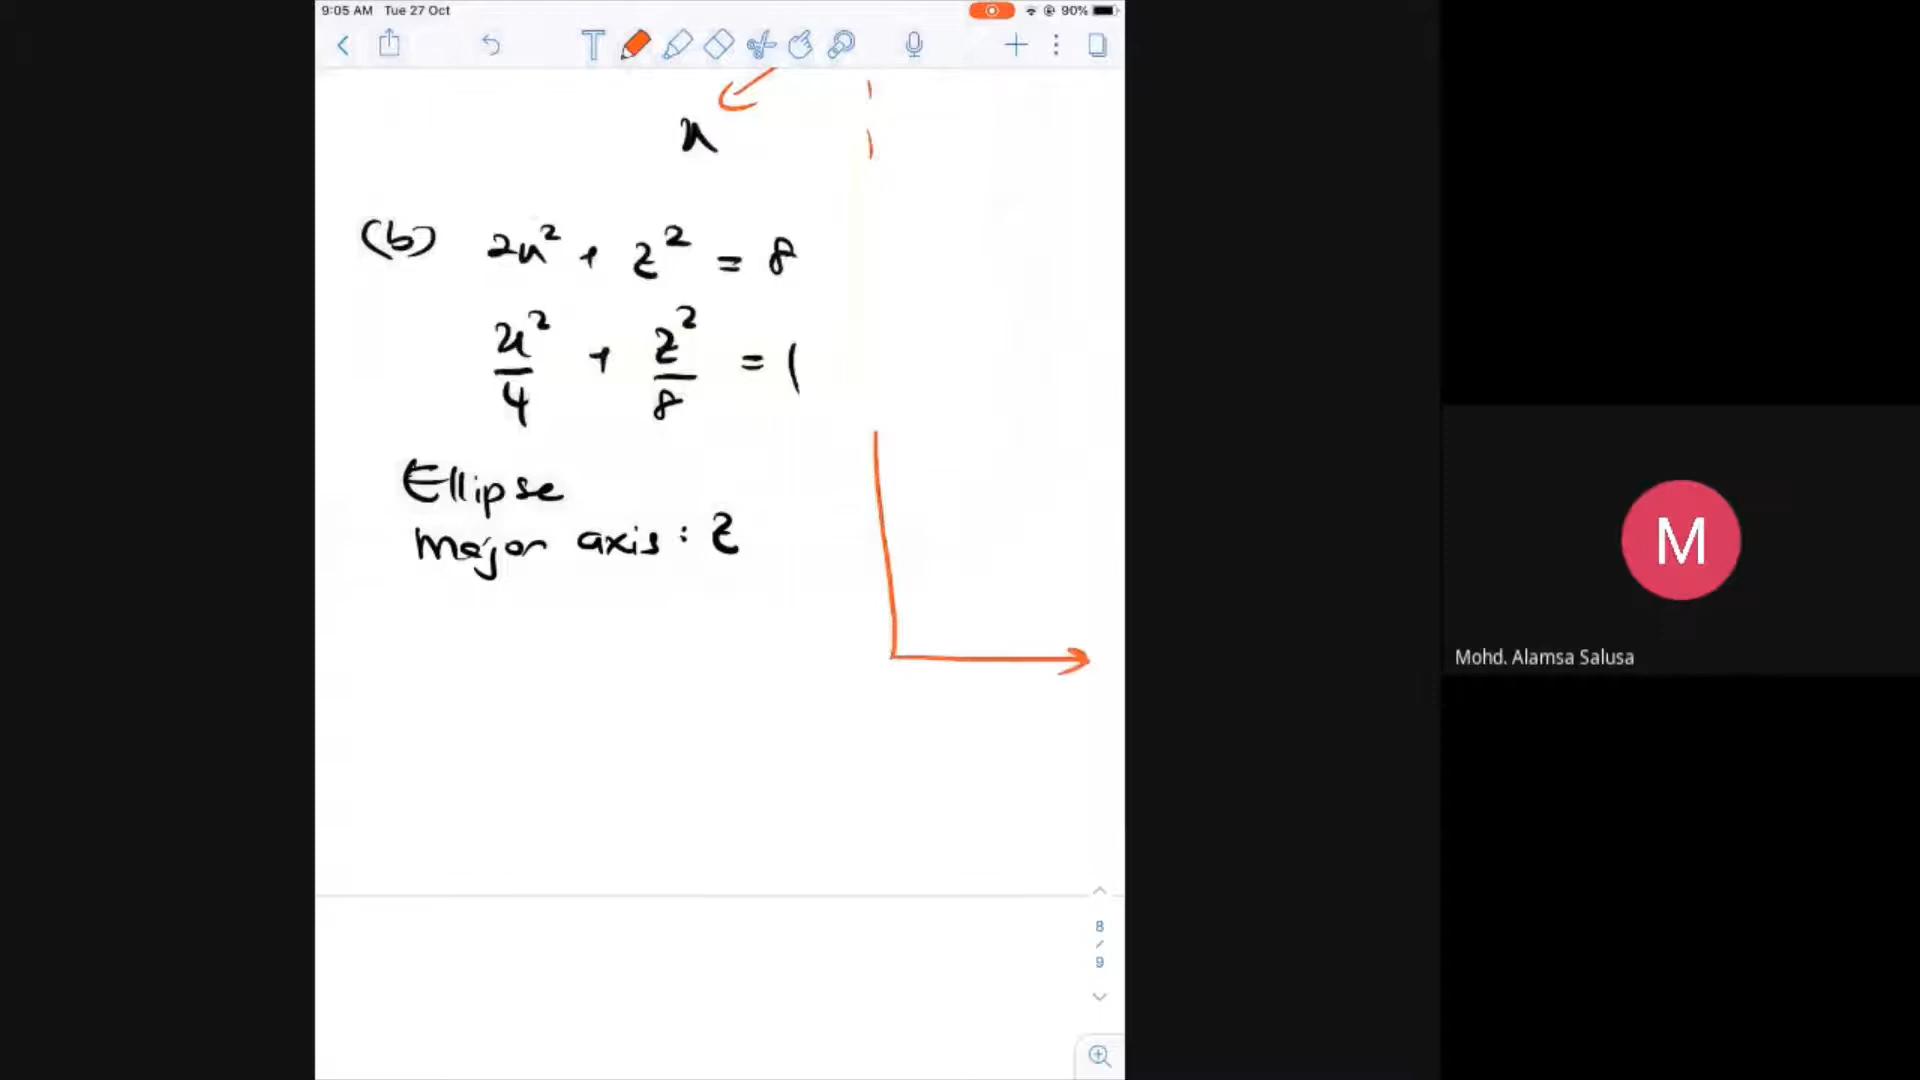 9:05 AM Tue 27 Oct
90%
T
x
(b) 2x² + z² = 8
x²/4 + z²/8 = 1
Ellipse
major axis : z
M
Mohd. Alamsa Salusa
8
/
9